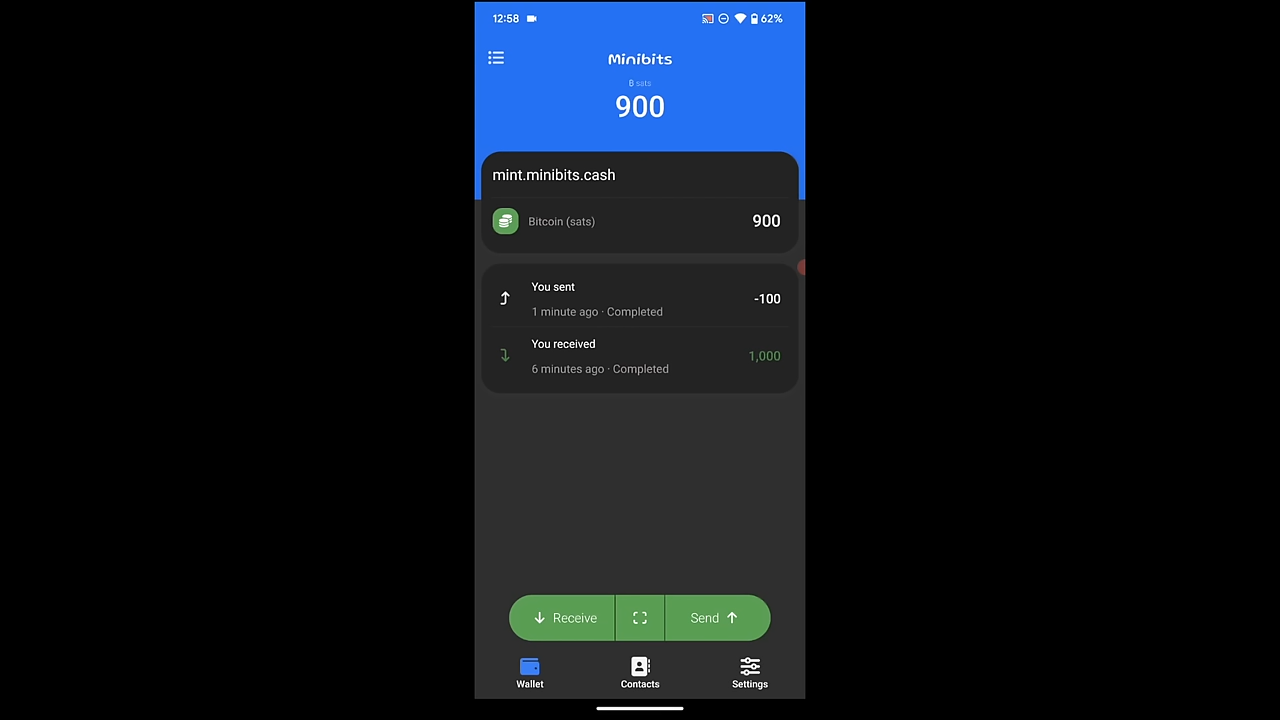 12:58
62%
Minibits
₿ sats
900
mint.minibits.cash
Bitcoin (sats) 900
You sent
-100
1 minute ago · Completed
You received
1,000
6 minutes ago · Completed
Receive Send
Wallet Contacts Settings